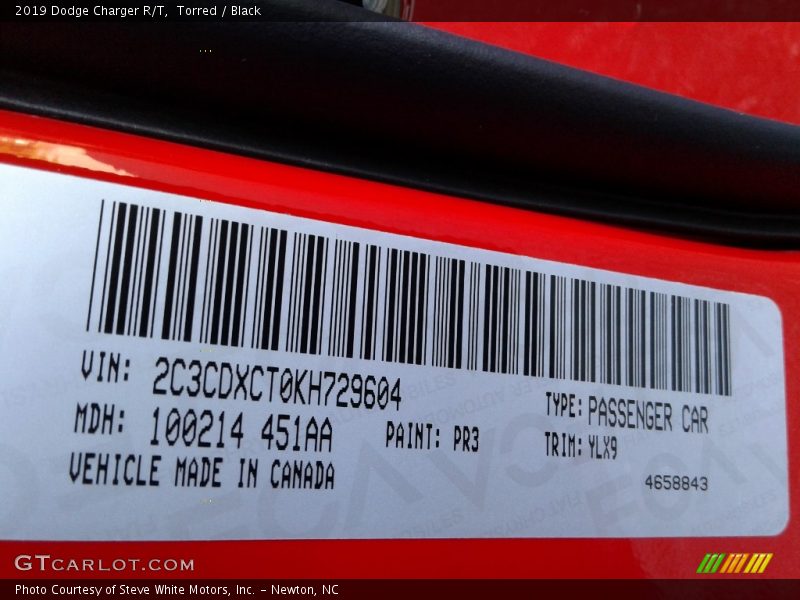 2019 Dodge Charger R/T, Torred / Black
VIN: 2C3CDXCT0KH729604
MDH: 100214 451AA
PAINT: PR3
VEHICLE MADE IN CANADA
TYPE: PASSENGER CAR
TRIM: YLX9
4658843
GTCARLOT.COM
Photo Courtesy of Steve White Motors, Inc. - Newton, NC